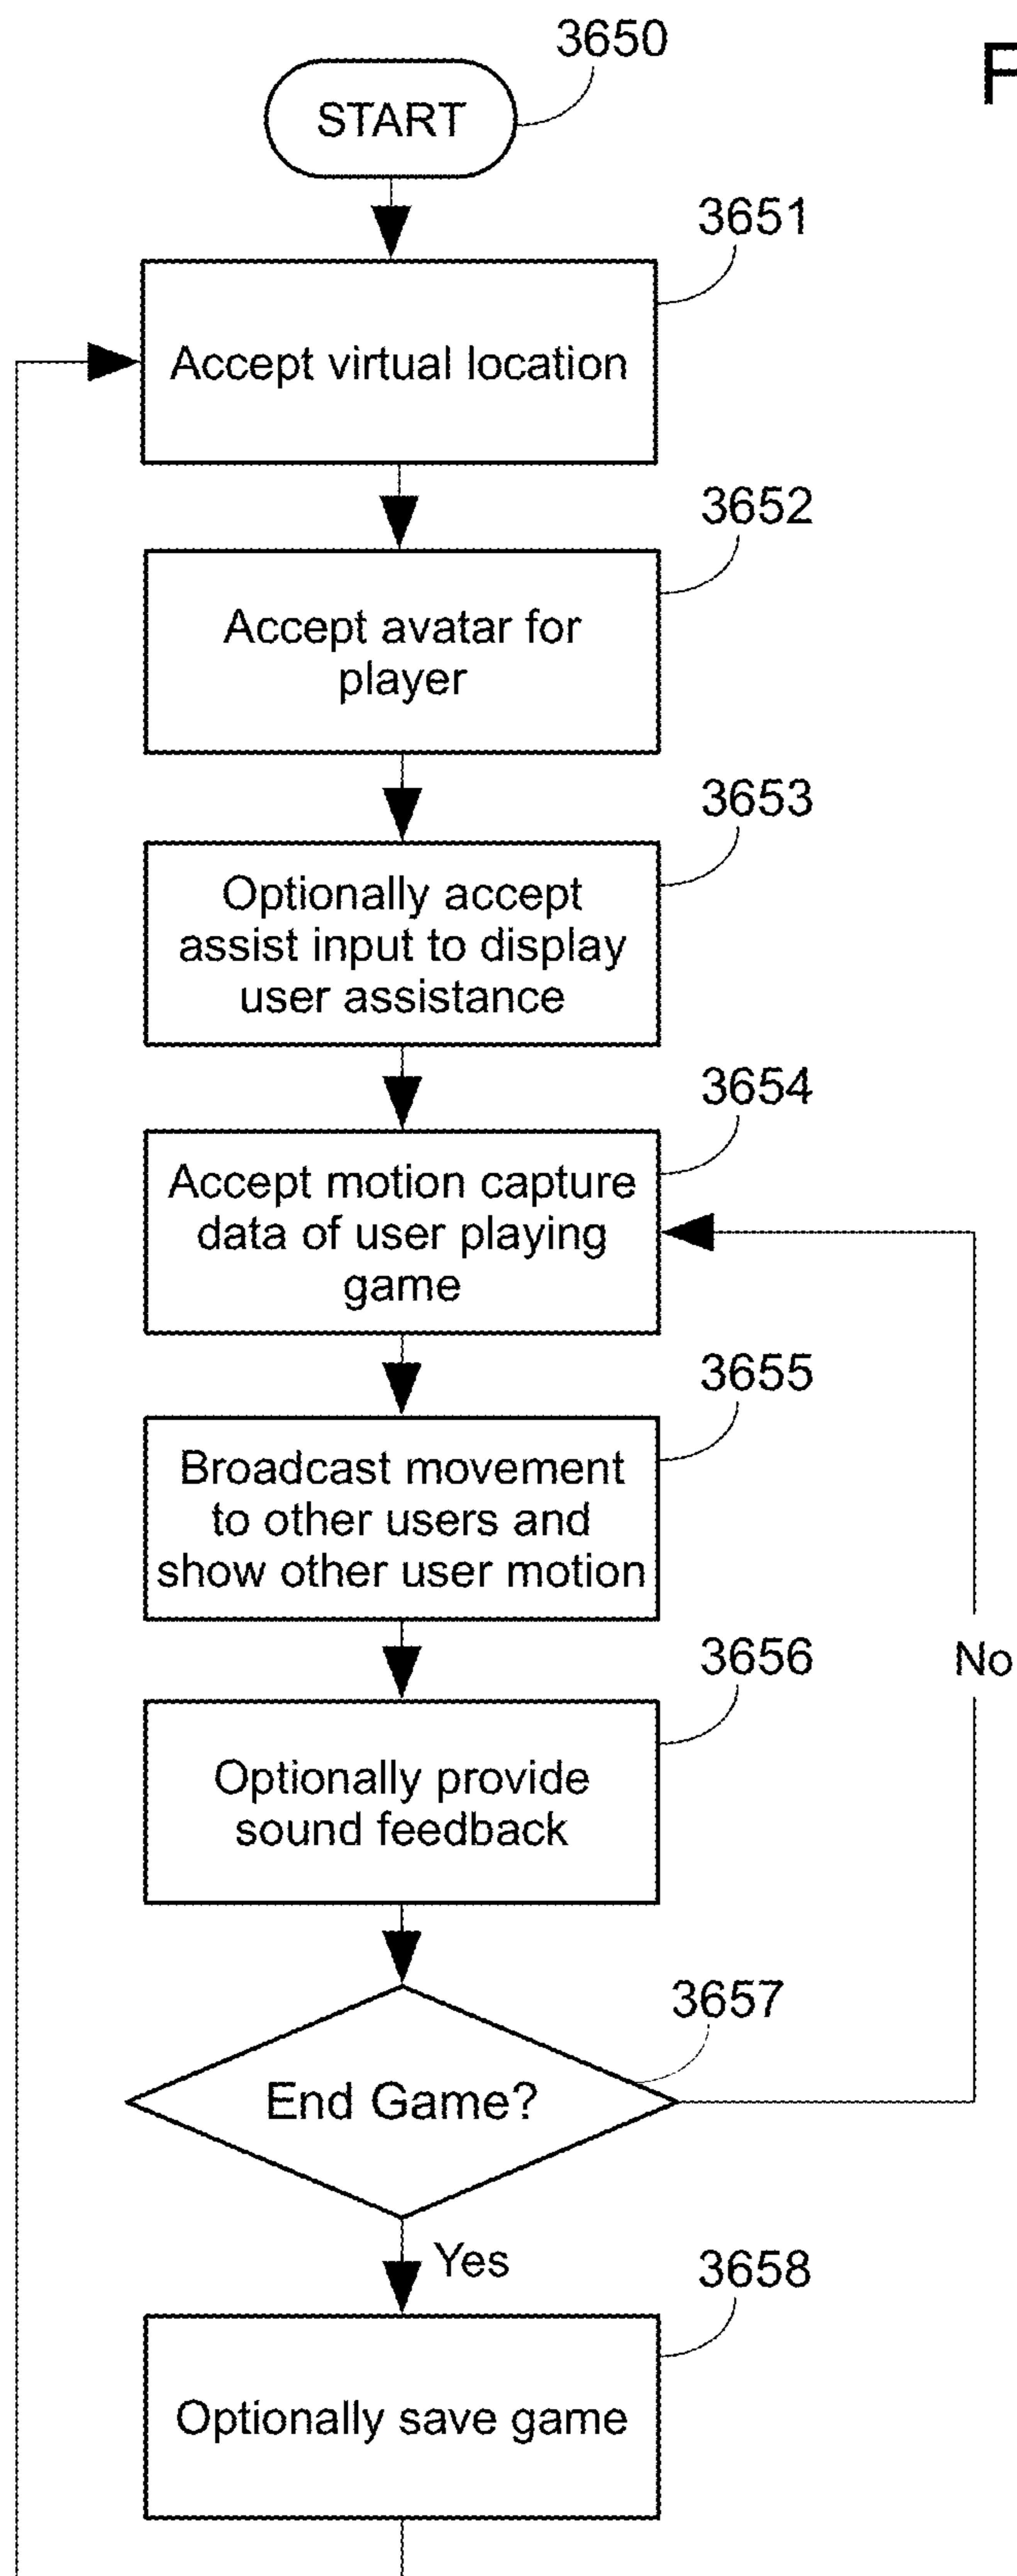 3650
F
START
3651
Accept virtual location
3652
Accept avatar for
player
3653
Optionally accept
assist input to display
user assistance
3654
Accept motion capture
data of user playing
game
3655
Broadcast movement
to other users and
show other user motion
3656
No
Optionally provide
sound feedback
3657
End Game?
Yes
3658
Optionally save game